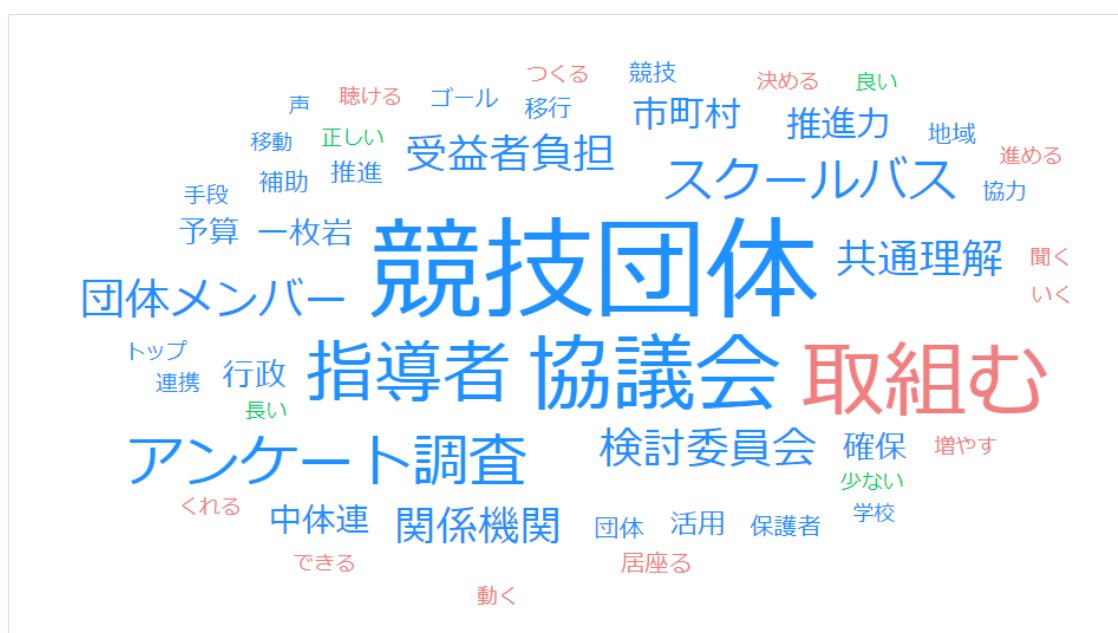 つくる 競技 決める 良い
声 聴ける ゴール 移行 市町村 推進力 地域
移動 正しい 受益者負担 進める
手段 補助 推進 スクールバス 協力
予算 一枚岩 競技団体 共通理解 聞く
団体メンバー いく
トップ 連携 行政 指導者 協議会 取組む
長い
アンケート調査 検討委員会 確保 増やす
少ない
くれる 中体連 関係機関 団体 活用 保護者 学校
できる 居座る
動く